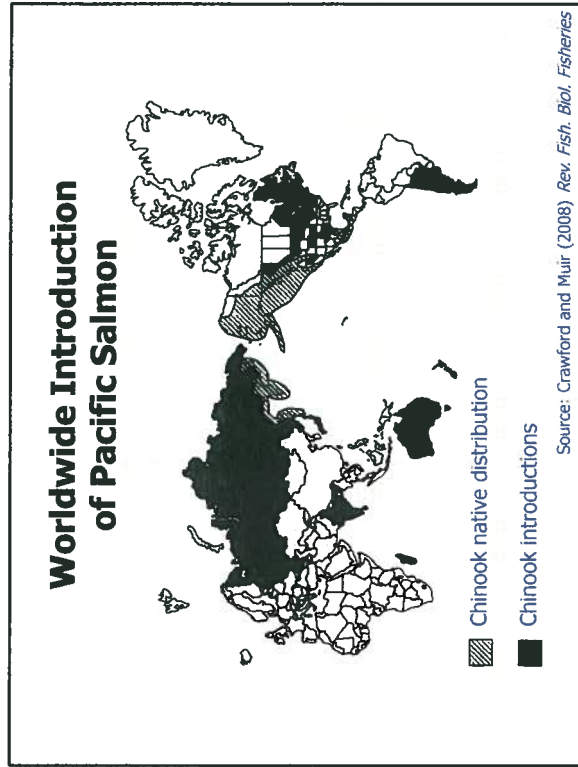 Worldwide Introduction
of Pacific Salmon
Chinook native distribution
Chinook introductions
Source: Crawford and Muir (2008) Rev. Fish. Biol. Fisheries